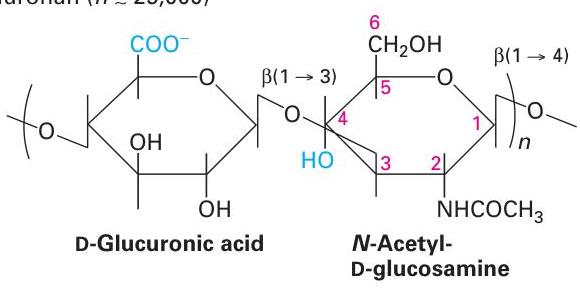 (n ≈ 25,000)
6
COO⁻ CH₂OH β(1 → 4)
O β(1 → 3) 5 O
O O 4 1 O
OH HO 3 2 n
OH NHCOCH₃
D-Glucuronic acid N-Acetyl-
D-glucosamine